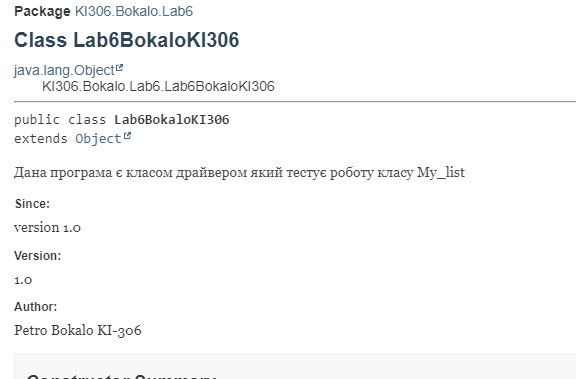 Package KI306.Bokalo.Lab6
Class Lab6BokaloKI306
java.lang.Object
KI306.Bokalo.Lab6.Lab6BokaloKI306
public class Lab6BokaloKI306
extends Object
Дана програма є класом драйвером який тестує роботу класу My_list
Since:
version 1.0
Version:
1.0
Author:
Petro Bokalo KI-306
Constructor Summary